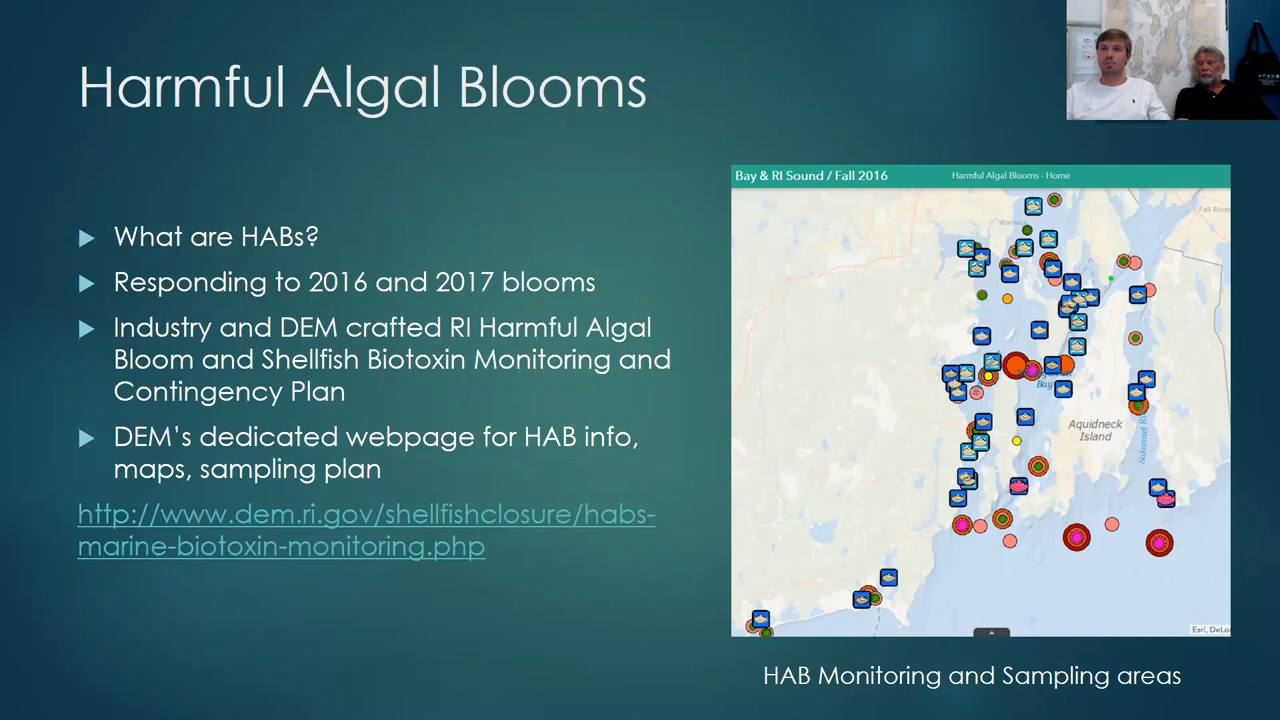 Harmful Algal Blooms
What are HABs?
Responding to 2016 and 2017 blooms
Industry and DEM crafted RI Harmful Algal
Bloom and Shellfish Biotoxin Monitoring and
Contingency Plan
DEM's dedicated webpage for HAB info,
maps, sampling plan
http://www.dem.ri.gov/shellfishclosure/habs-
marine-biotoxin-monitoring.php
Bay & RI Sound / Fall 2016
Harmful Algal Blooms - Home
Fall River
Bay
Aquidneck
Island
Esri, DeLo
HAB Monitoring and Sampling areas